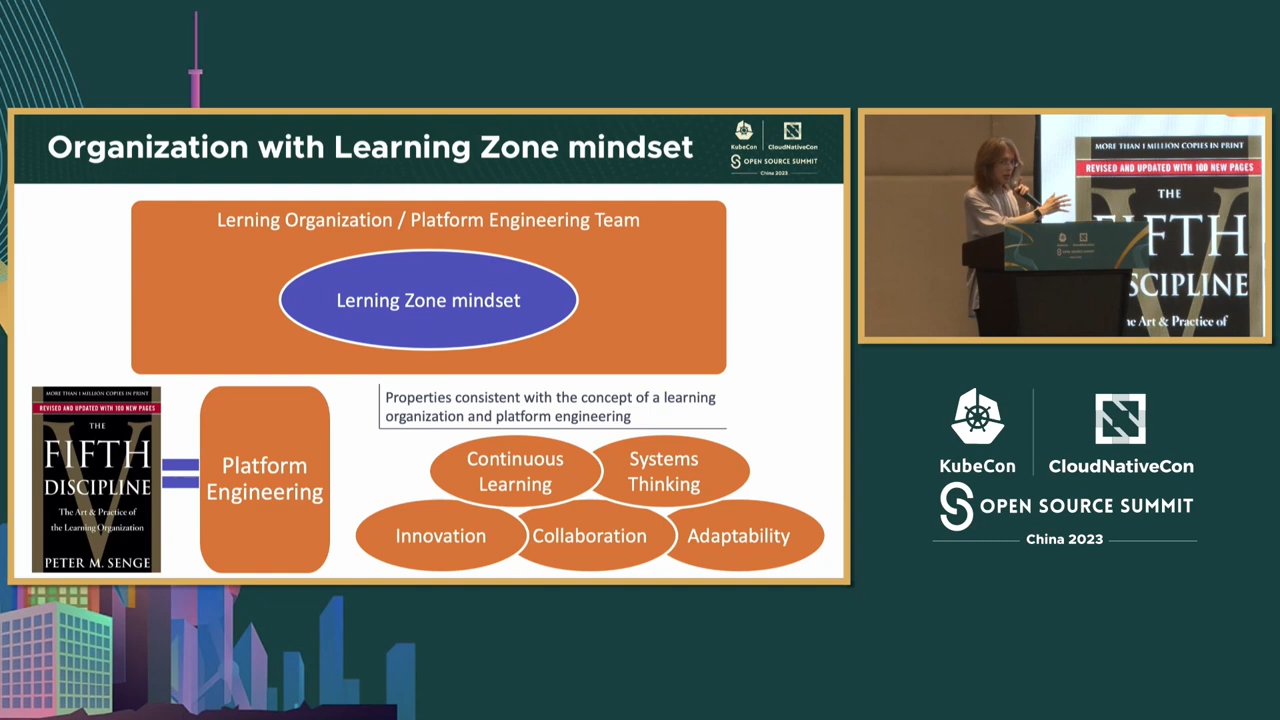 Organization with Learning Zone mindset
KubeCon
CloudNativeCon
OPEN SOURCE SUMMIT
China 2023
Lerning Organization / Platform Engineering Team
Lerning Zone mindset
MORE THAN 1 MILLION COPIES IN PRINT
REVISED AND UPDATED WITH 100 NEW PAGES
THE
FIFTH
DISCIPLINE
The Art & Practice of
the Learning Organization
PETER M. SENGE
Platform
Engineering
Properties consistent with the concept of a learning
organization and platform engineering
Continuous
Learning
Systems
Thinking
Innovation
Collaboration
Adaptability
MORE THAN 1 MILLION COPIES IN PRINT
REVISED AND UPDATED WITH 100 NEW PAGES
THE
FTH
SCIPLINE
he Art & Practice of
KubeCon
CloudNativeCon
OPEN SOURCE SUMMIT
China 2023